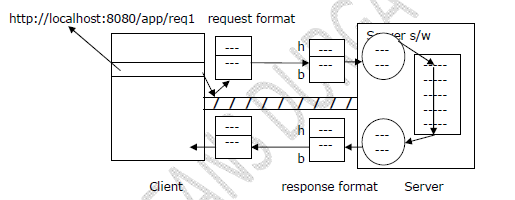 http://localhost:8080/app/req1 request format
Server s/w
h
b
h
b
Client response format Server